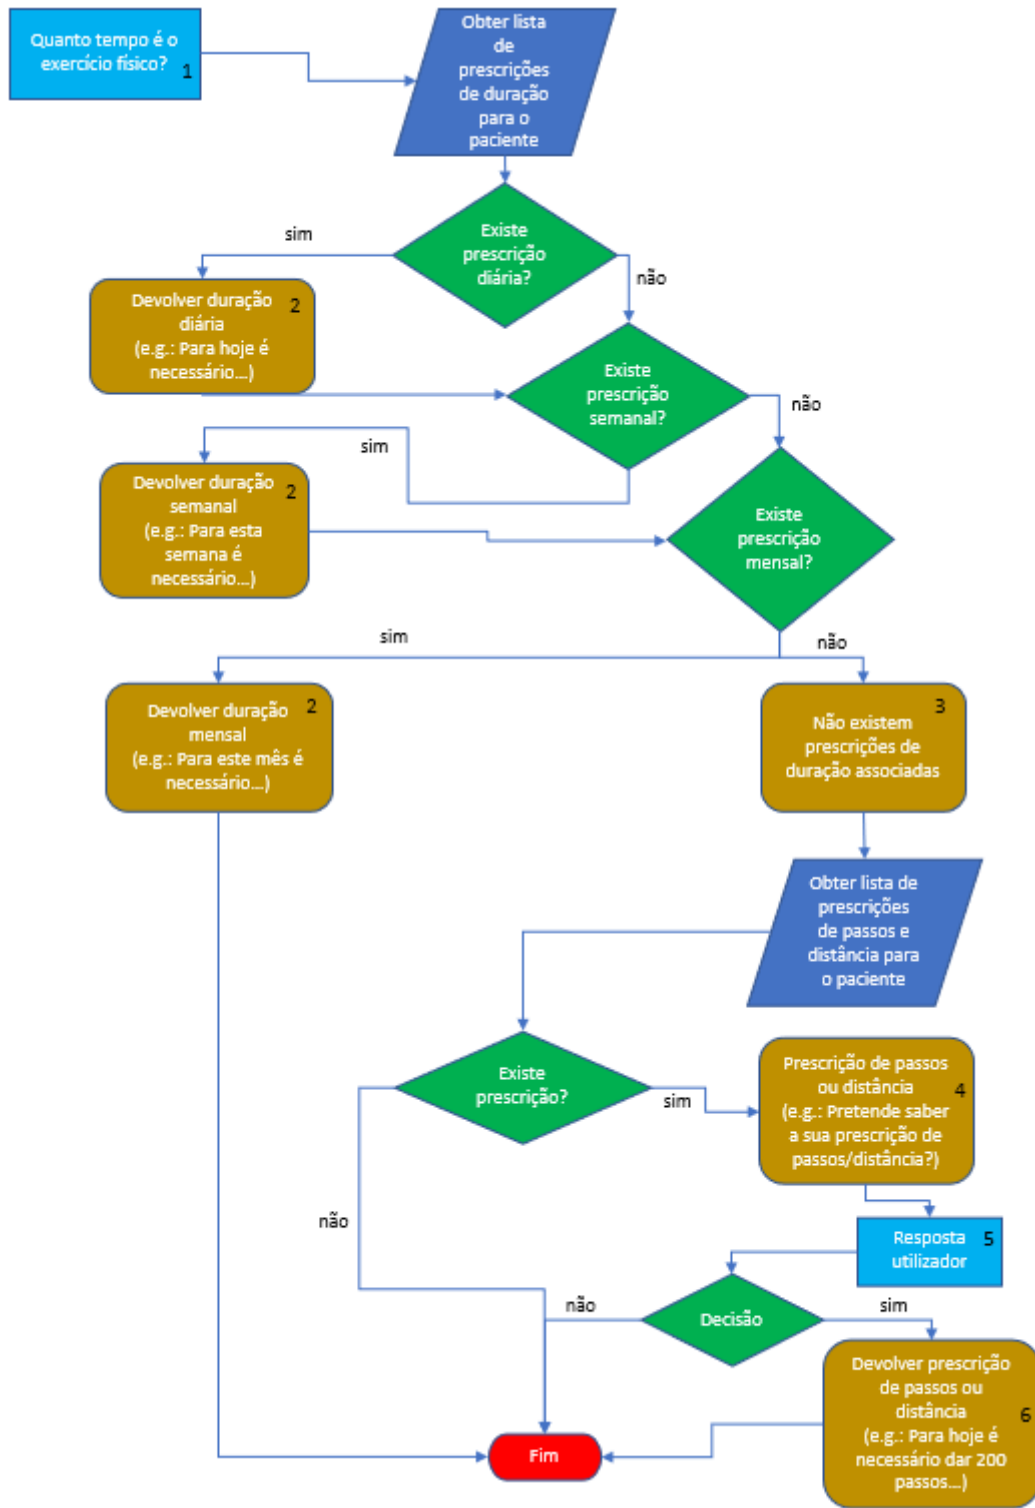 Quanto tempo é o
exercício físico?
1
Obter lista
de
prescrições
de duração
para o
paciente
Existe
prescrição
diária?
sim
não
Devolver duração
diária
(e.g.: Para hoje é
necessário...)
2
Existe
prescrição
semanal?
sim
não
Devolver duração
semanal
(e.g.: Para esta
semana é
necessário...)
2
Existe
prescrição
mensal?
sim
não
Devolver duração
mensal
(e.g.: Para este mês é
necessário...)
2
Não existem
prescrições de
duração associadas
3
Obter lista de
prescrições
de passos e
distância para
o paciente
Existe
prescrição?
sim
não
Prescrição de passos
ou distância
(e.g.: Pretende saber
a sua prescrição de
passos/distância?)
4
Resposta
utilizador
5
Decisão
não
sim
Devolver prescrição
de passos ou
distância
(e.g.: Para hoje é
necessário dar 200
passos...)
6
Fim